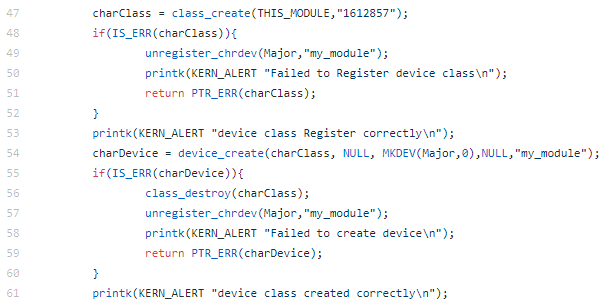 47 charClass = class_create(THIS_MODULE,"1612857");
48 if(IS_ERR(charClass)){
49 unregister_chrdev(Major,"my_module");
50 printk(KERN_ALERT "Failed to Register device class\n");
51 return PTR_ERR(charClass);
52 }
53 printk(KERN_ALERT "device class Register correctly\n");
54 charDevice = device_create(charClass, NULL, MKDEV(Major,0),NULL,"my_module");
55 if(IS_ERR(charDevice)){
56 class_destroy(charClass);
57 unregister_chrdev(Major,"my_module");
58 printk(KERN_ALERT "Failed to create device\n");
59 return PTR_ERR(charDevice);
60 }
61 printk(KERN_ALERT "device class created correctly\n");